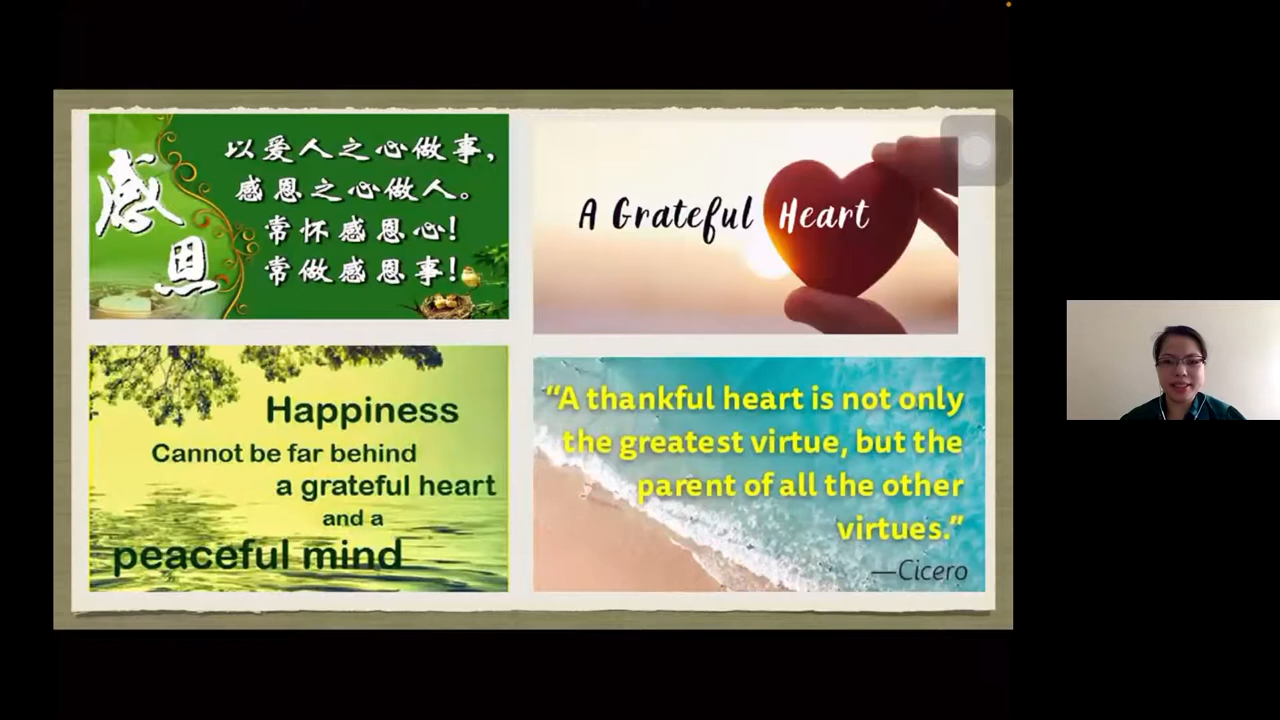 感恩
以爱人之心做事,
感恩之心做人。
常怀感恩心!
常做感恩事!
A Grateful Heart
Happiness
Cannot be far behind
a grateful heart
and a
peaceful mind
“A thankful heart is not only
the greatest virtue, but the
parent of all the other
virtues.”
—Cicero